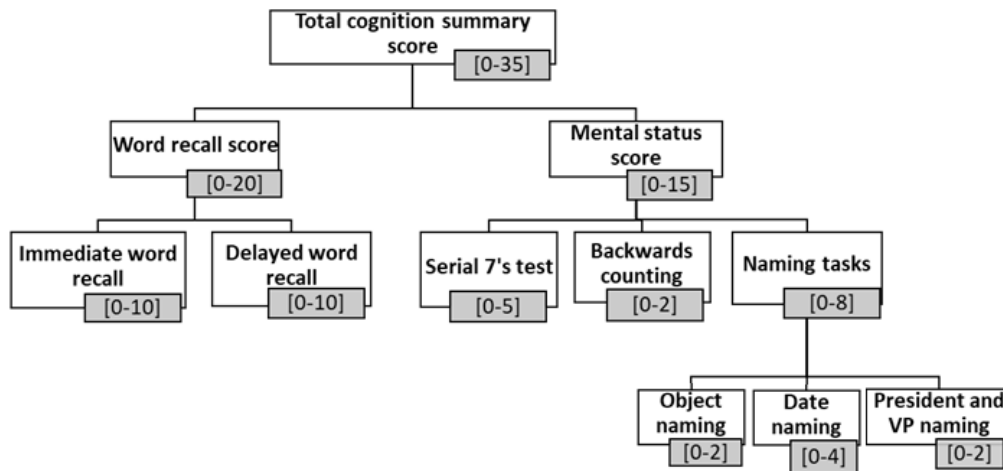 Total cognition summary
score
[0-35]
Word recall score
[0-20]
Mental status
score
[0-15]
Immediate word
recall
[0-10]
Delayed word
recall
[0-10]
Serial 7's test
[0-5]
Backwards
counting
[0-2]
Naming tasks
[0-8]
Object
naming
[0-2]
Date
naming
[0-4]
President and
VP naming
[0-2]